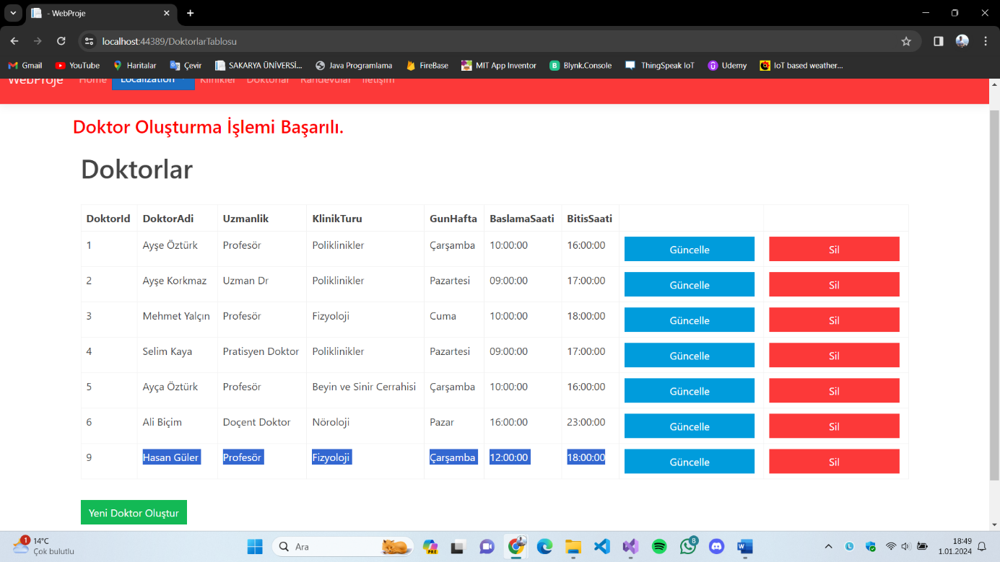 - WebProje
localhost:44389/DoktorlarTablosu
Gmail YouTube Haritalar Çevir SAKARYA ÜNİVERSİ... Java Programlama FireBase MIT App Inventor Blynk.Console ThingSpeak IoT Udemy IoT based weather...
WebProje Home Localization Klinikler Doktorlar Randevular İletişim
Doktor Oluşturma İşlemi Başarılı.
Doktorlar
DoktorId DoktorAdi Uzmanlik KlinikTuru GunHafta BaslamaSaati BitisSaati
1 Ayşe Öztürk Profesör Poliklinikler Çarşamba 10:00:00 16:00:00 Güncelle Sil
2 Ayşe Korkmaz Uzman Dr Poliklinikler Pazartesi 09:00:00 17:00:00 Güncelle Sil
3 Mehmet Yalçın Profesör Fizyoloji Cuma 10:00:00 18:00:00 Güncelle Sil
4 Selim Kaya Pratisyen Doktor Poliklinikler Pazartesi 09:00:00 17:00:00 Güncelle Sil
5 Ayça Öztürk Profesör Beyin ve Sinir Cerrahisi Çarşamba 10:00:00 16:00:00 Güncelle Sil
6 Ali Biçim Doçent Doktor Nöroloji Pazar 16:00:00 23:00:00 Güncelle Sil
9 Hasan Güler Profesör Fizyoloji Çarşamba 12:00:00 18:00:00 Güncelle Sil
Yeni Doktor Oluştur
1 14°C
Çok bulutlu
Ara
PRE
8
18:49
1.01.2024